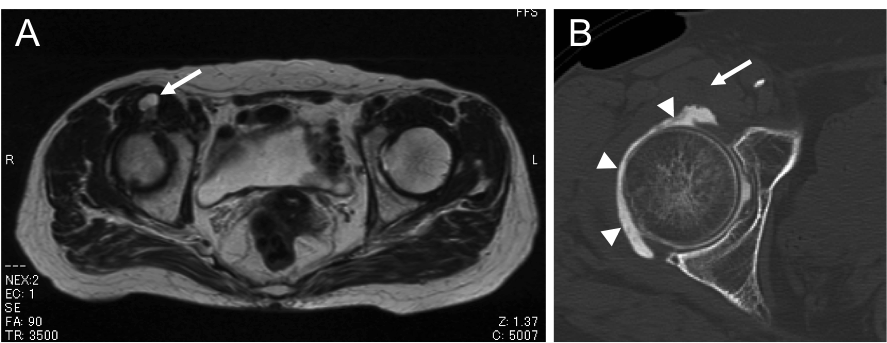 A
FFS
R
L
---
NEX:2
EC: 1
SE
FA: 90
TR: 3500
Z: 1.37
C: 5007
B